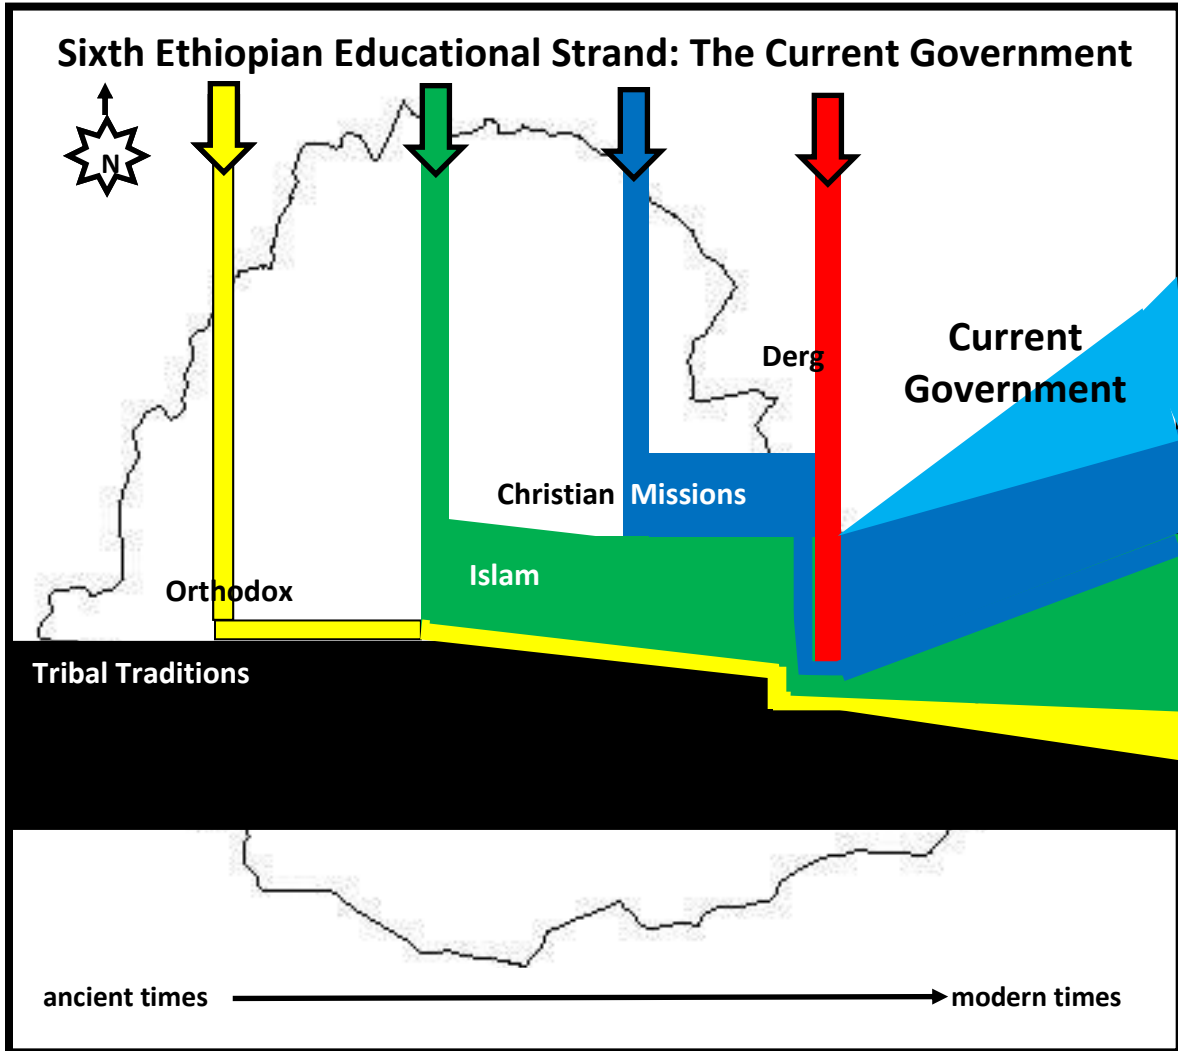 Sixth Ethiopian Educational Strand: The Current Government
N
Current
Government
Derg
Christian Missions
Islam
Orthodox
Tribal Traditions
ancient times
modern times